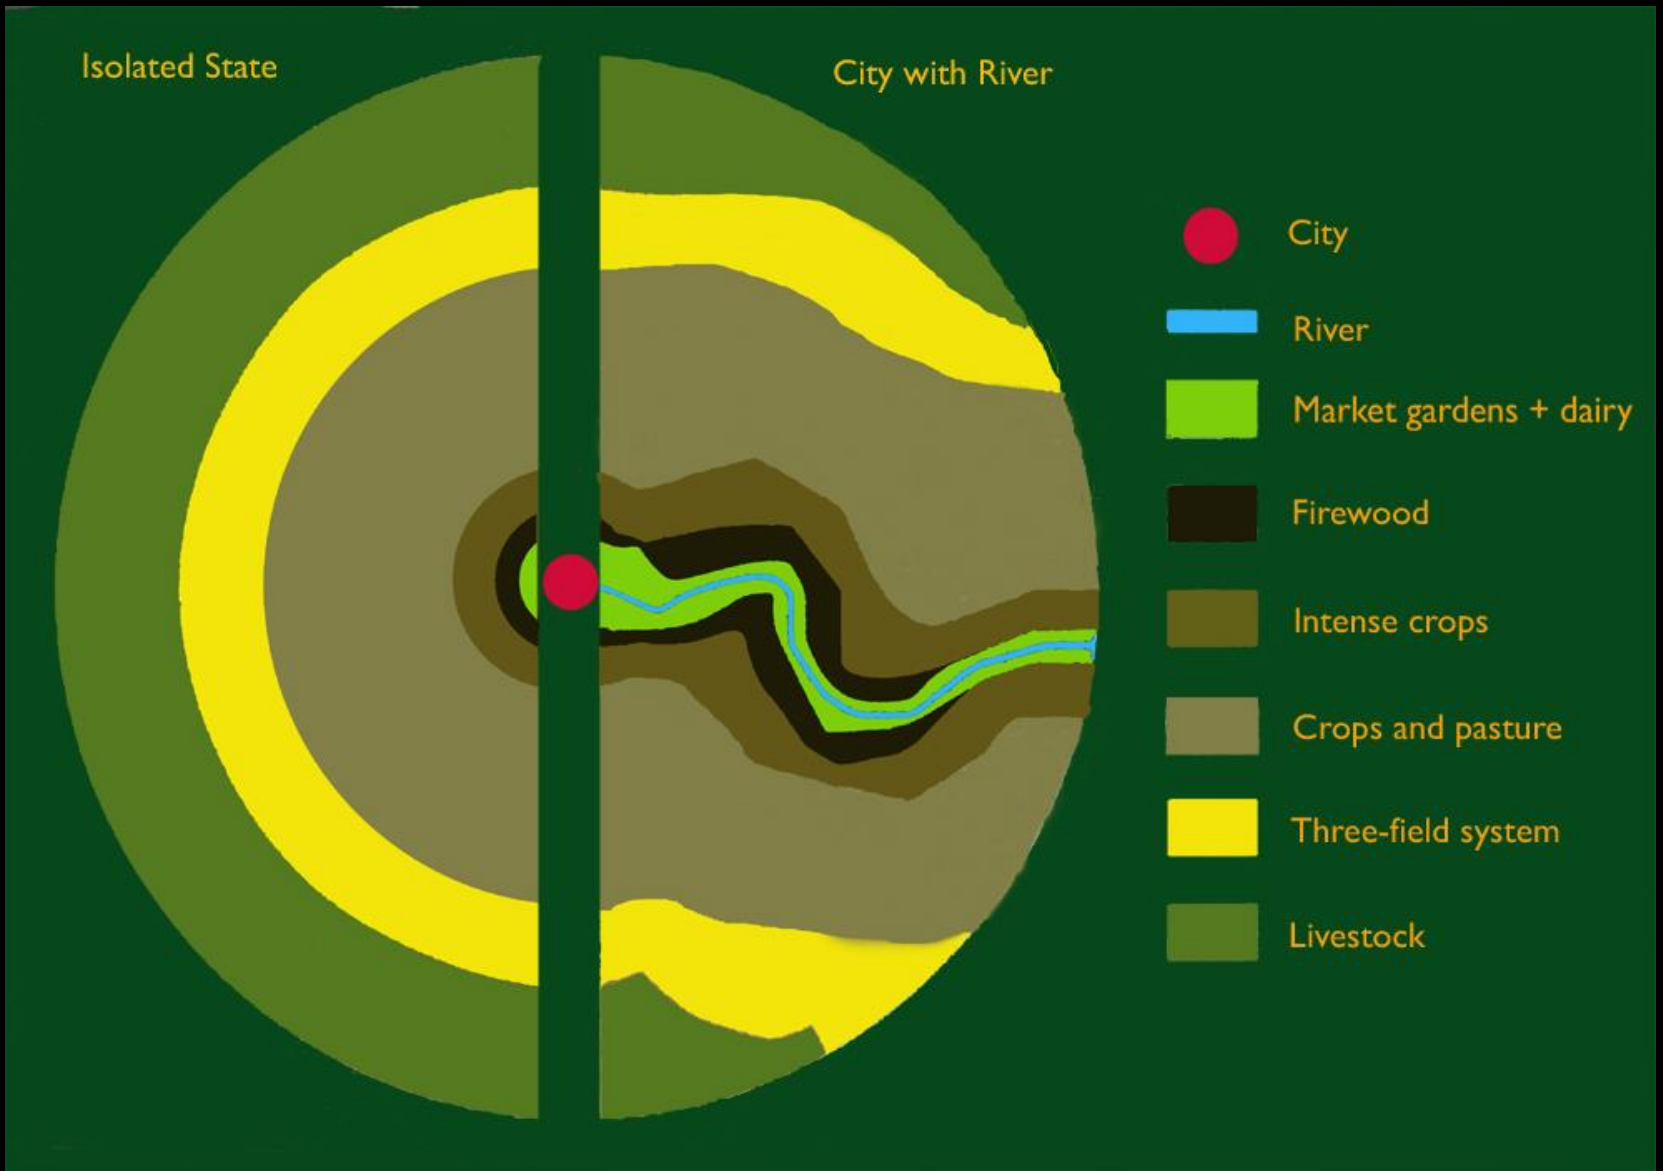 Isolated State
City with River
City
River
Market gardens + dairy
Firewood
Intense crops
Crops and pasture
Three-field system
Livestock